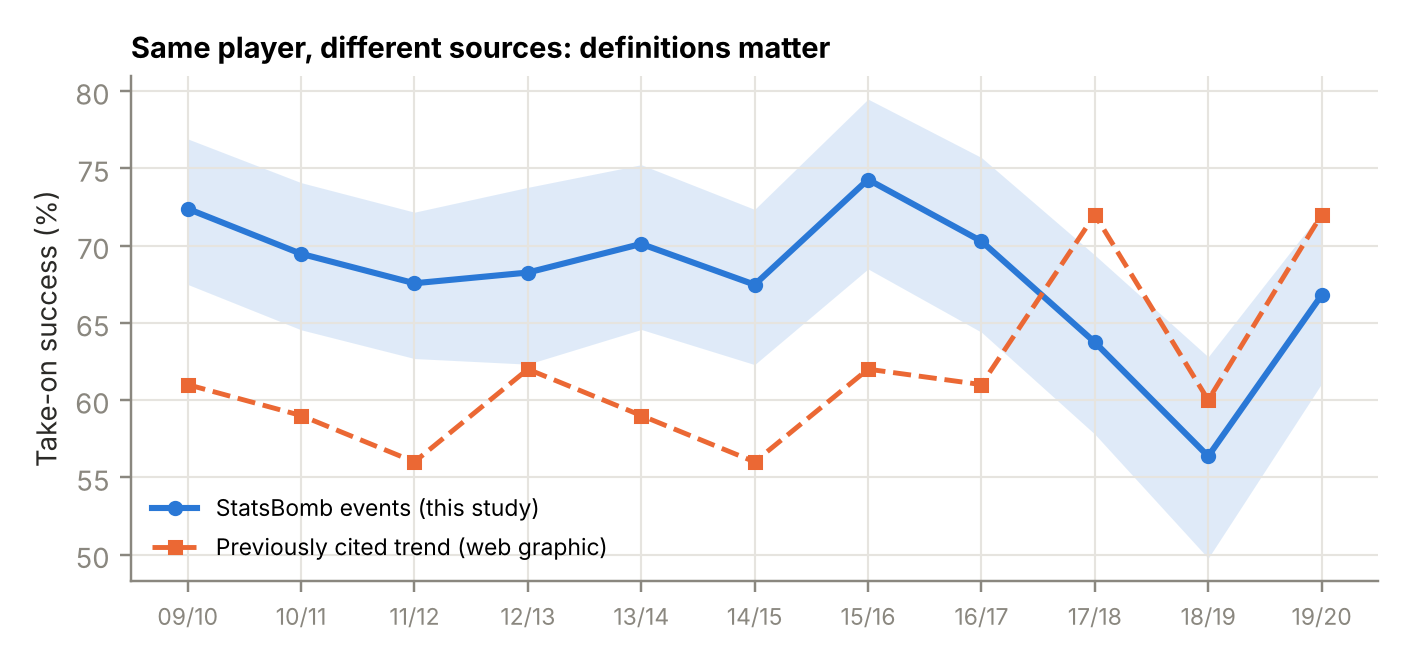 Same player, different sources: definitions matter
80
75
70
65
60
55
50
Take-on success (%)
StatsBomb events (this study)
Previously cited trend (web graphic)
09/10 10/11 11/12 12/13 13/14 14/15 15/16 16/17 17/18 18/19 19/20